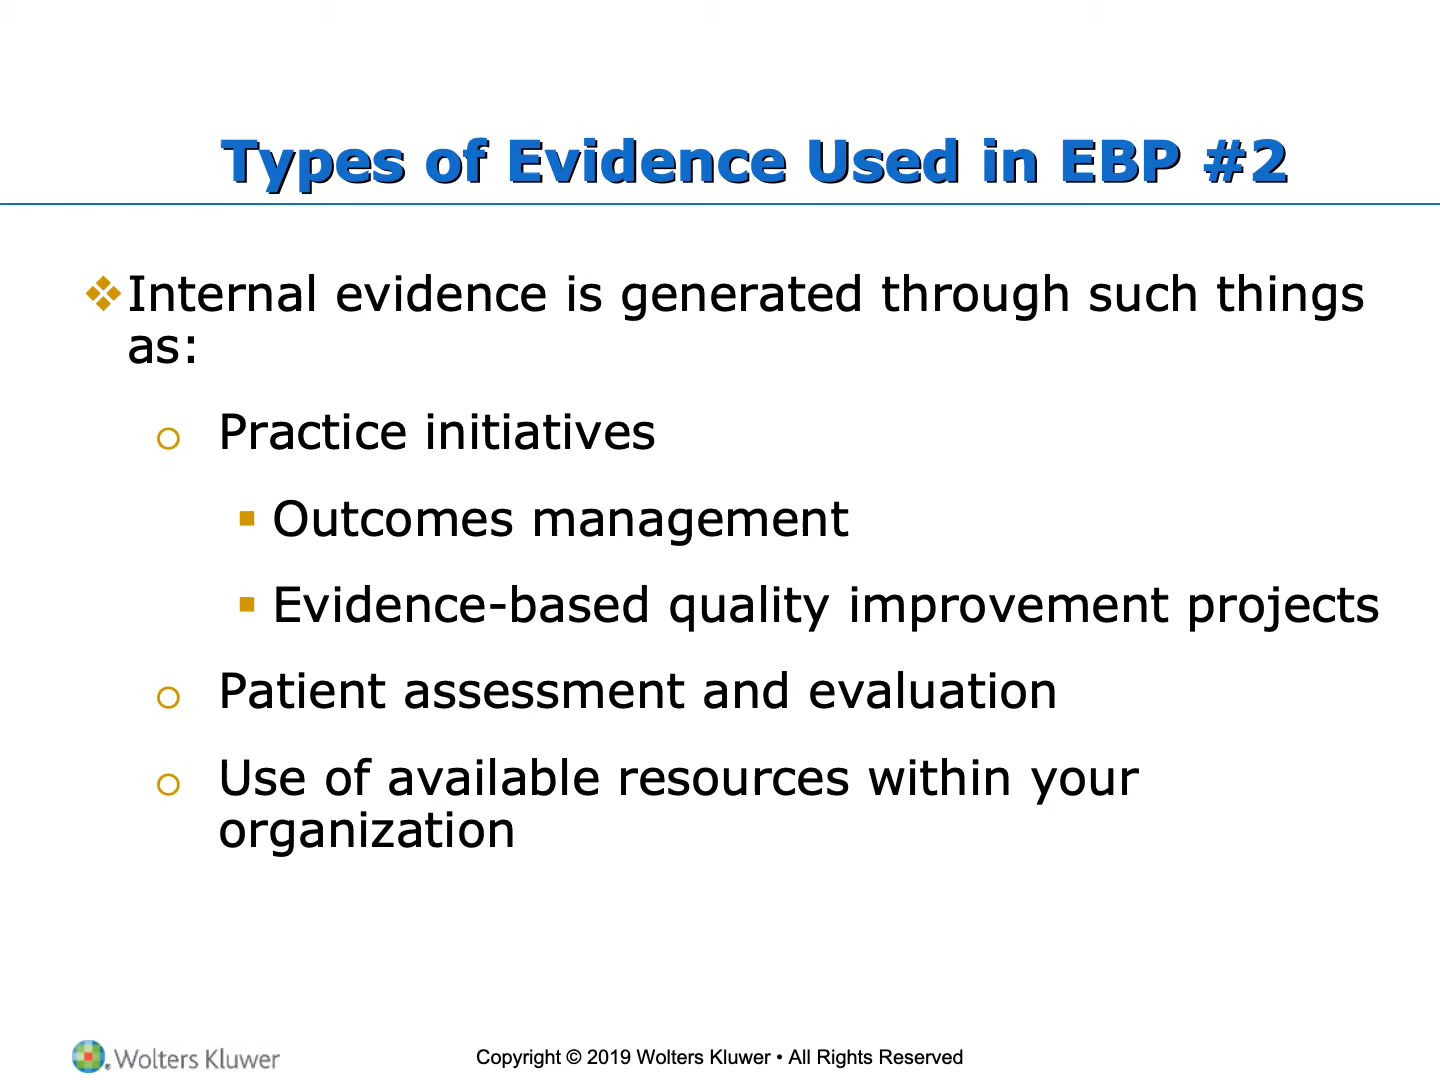 Types of Evidence Used in EBP #2
❖Internal evidence is generated through such things
as:
o Practice initiatives
▪ Outcomes management
▪ Evidence-based quality improvement projects
o Patient assessment and evaluation
o Use of available resources within your
organization
Wolters Kluwer
Copyright © 2019 Wolters Kluwer • All Rights Reserved